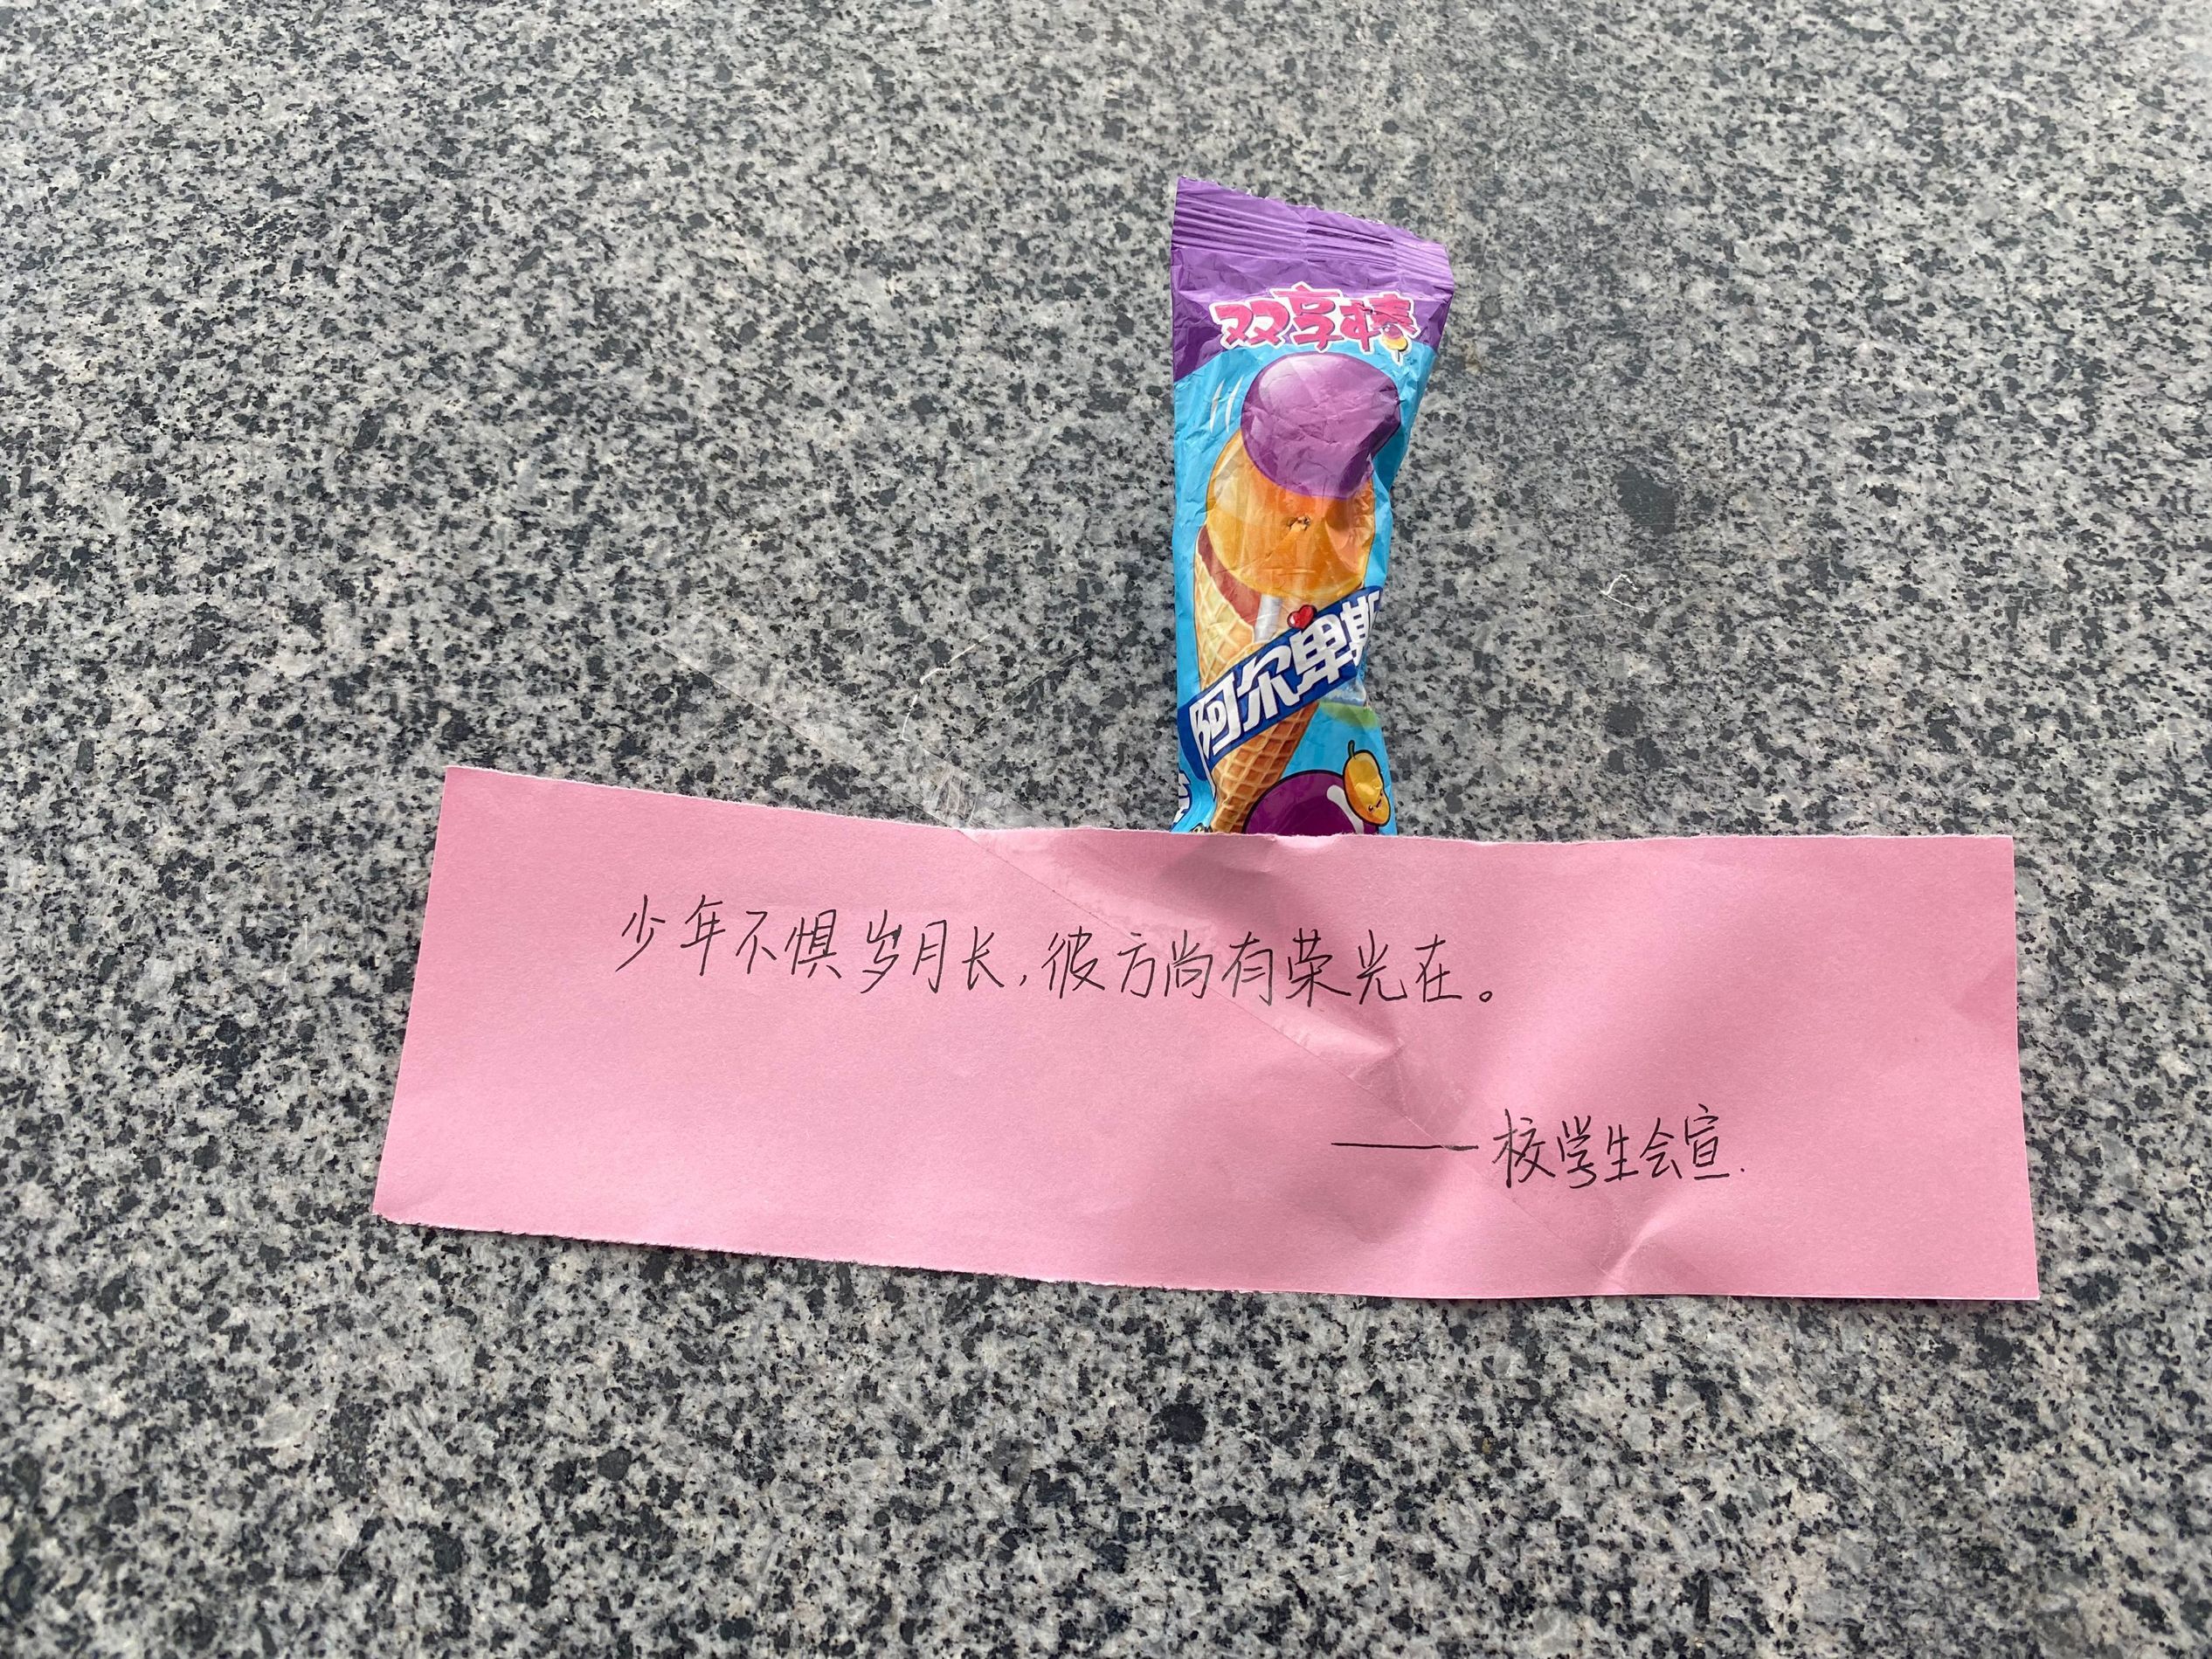 双享棒
阿尔卑斯
少年不惧岁月长,彼方尚有荣光在。
——校学生会宣.